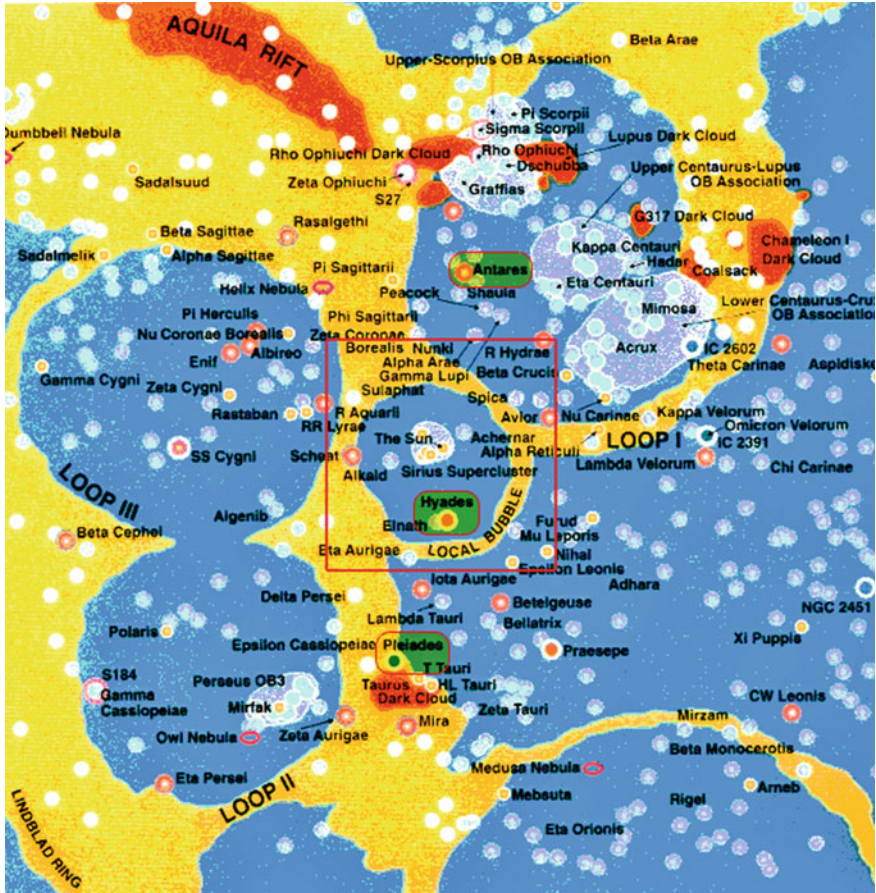 AQUILA RIFT
Beta Arae
Upper-Scorpius OB Association
Pi Scorpii
Sigma Scorpii
Dumbbell Nebula
Rho Ophiuchi
Lupus Dark Cloud
Rho Ophiuchi Dark Cloud
Dschubba
Upper Centaurus-Lupus
OB Association
Sadalsuud
Zeta Ophiuchi
Graffias
S27
Rasalgethi
G317 Dark Cloud
Beta Sagittae
Kappa Centauri
Chameleon I
Dark Cloud
Sadalmelik
Alpha Sagittae
Hadar
Coalsack
Pi Sagittarii
Antares
Eta Centauri
Helix Nebula
Peacock
Shaula
Mimosa
Lower Centaurus-Crux
OB Association
Pi Herculis
Phi Sagittarii
Nu Coronae Borealis
Zeta Coronae
Borealis
Nunki
R Hydrae
Acrux
IC 2602
Albireo
Enif
Alpha Arae
Gamma Lupi
Beta Crucis
Theta Carinae
Aspidiske
Gamma Cygni
Zeta Cygni
Sulaphat
Spica
Rastaban
R Aquarii
Avior
Nu Carinae
Kappa Velorum
RR Lyrae
Omicron Velorum
IC 2391
The Sun
Achernar
Alpha Reticuli
LOOP I
SS Cygni
Scheat
Alkaid
Sirius Supercluster
Lambda Velorum
Chi Carinae
LOOP III
Hyades
Algenib
Elnath
Furud
Beta Cephei
LOCAL BUBBLE
Mu Leporis
Eta Aurigae
Nihal
Epsilon Leonis
Iota Aurigae
Adhara
NGC 2451
Delta Persei
Lambda Tauri
Betelgeuse
Bellatrix
Polaris
Epsilon Cassiopeiae
Pleiades
Praesepe
Xi Puppis
S184
Gamma
Cassiopeiae
Perseus OB3
T Tauri
Taurus
Dark Cloud
HL Tauri
CW Leonis
Mirfak
Zeta Tauri
Mirzam
Owl Nebula
Zeta Aurigae
Mira
Beta Monocerotis
Eta Persei
Medusa Nebula
Arneb
LOOP II
Mebsuta
Rigel
LINDBLAD RING
Eta Orionis